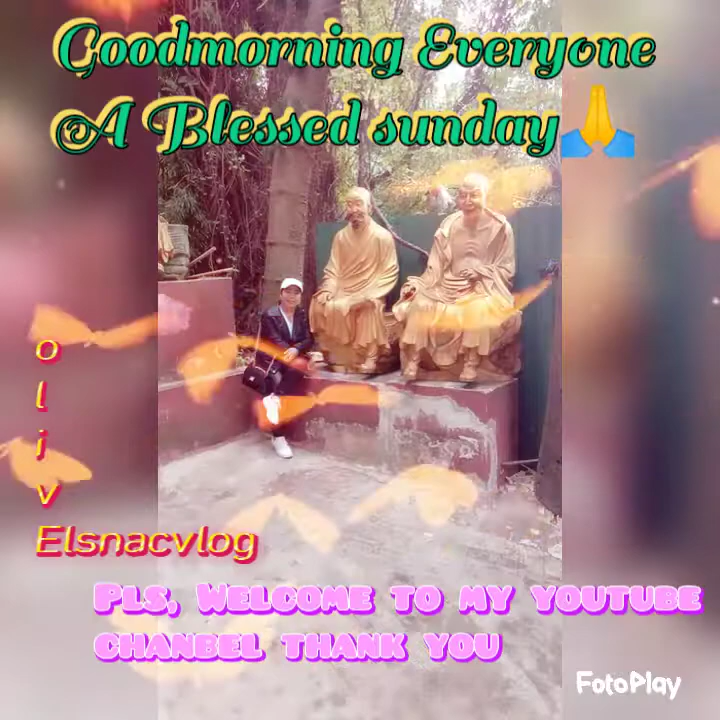 Goodmorning Everyone
A Blessed sunday🙏
o
l
i
v
Elsnacvlog
Pls, Welcome to my youtube
chanbel thank you
FotoPlay